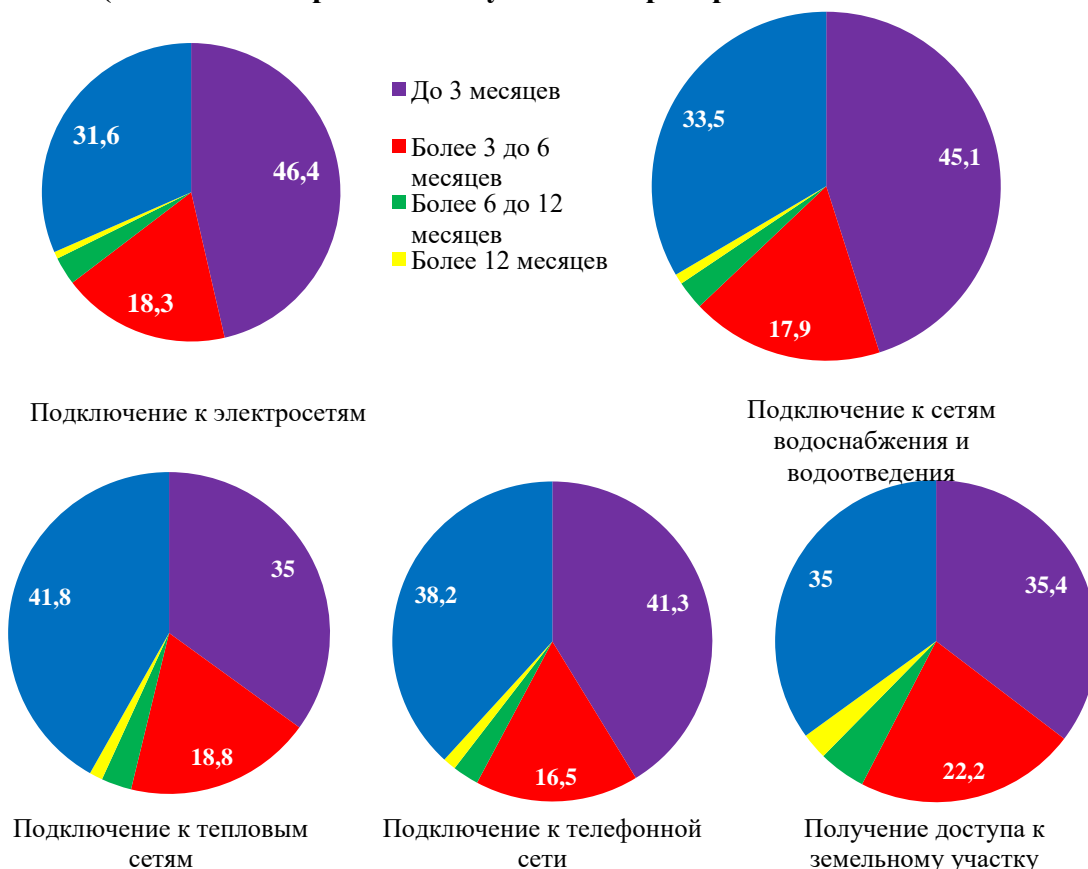 31,6
46,4
18,3
До 3 месяцев
Более 3 до 6
месяцев
Более 6 до 12
месяцев
Более 12 месяцев
33,5
45,1
17,9
Подключение к электросетям
Подключение к сетям
водоснабжения и
водоотведения
41,8
35
18,8
38,2
41,3
16,5
35
35,4
22,2
Подключение к тепловым
сетям
Подключение к телефонной
сети
Получение доступа к
земельному участку